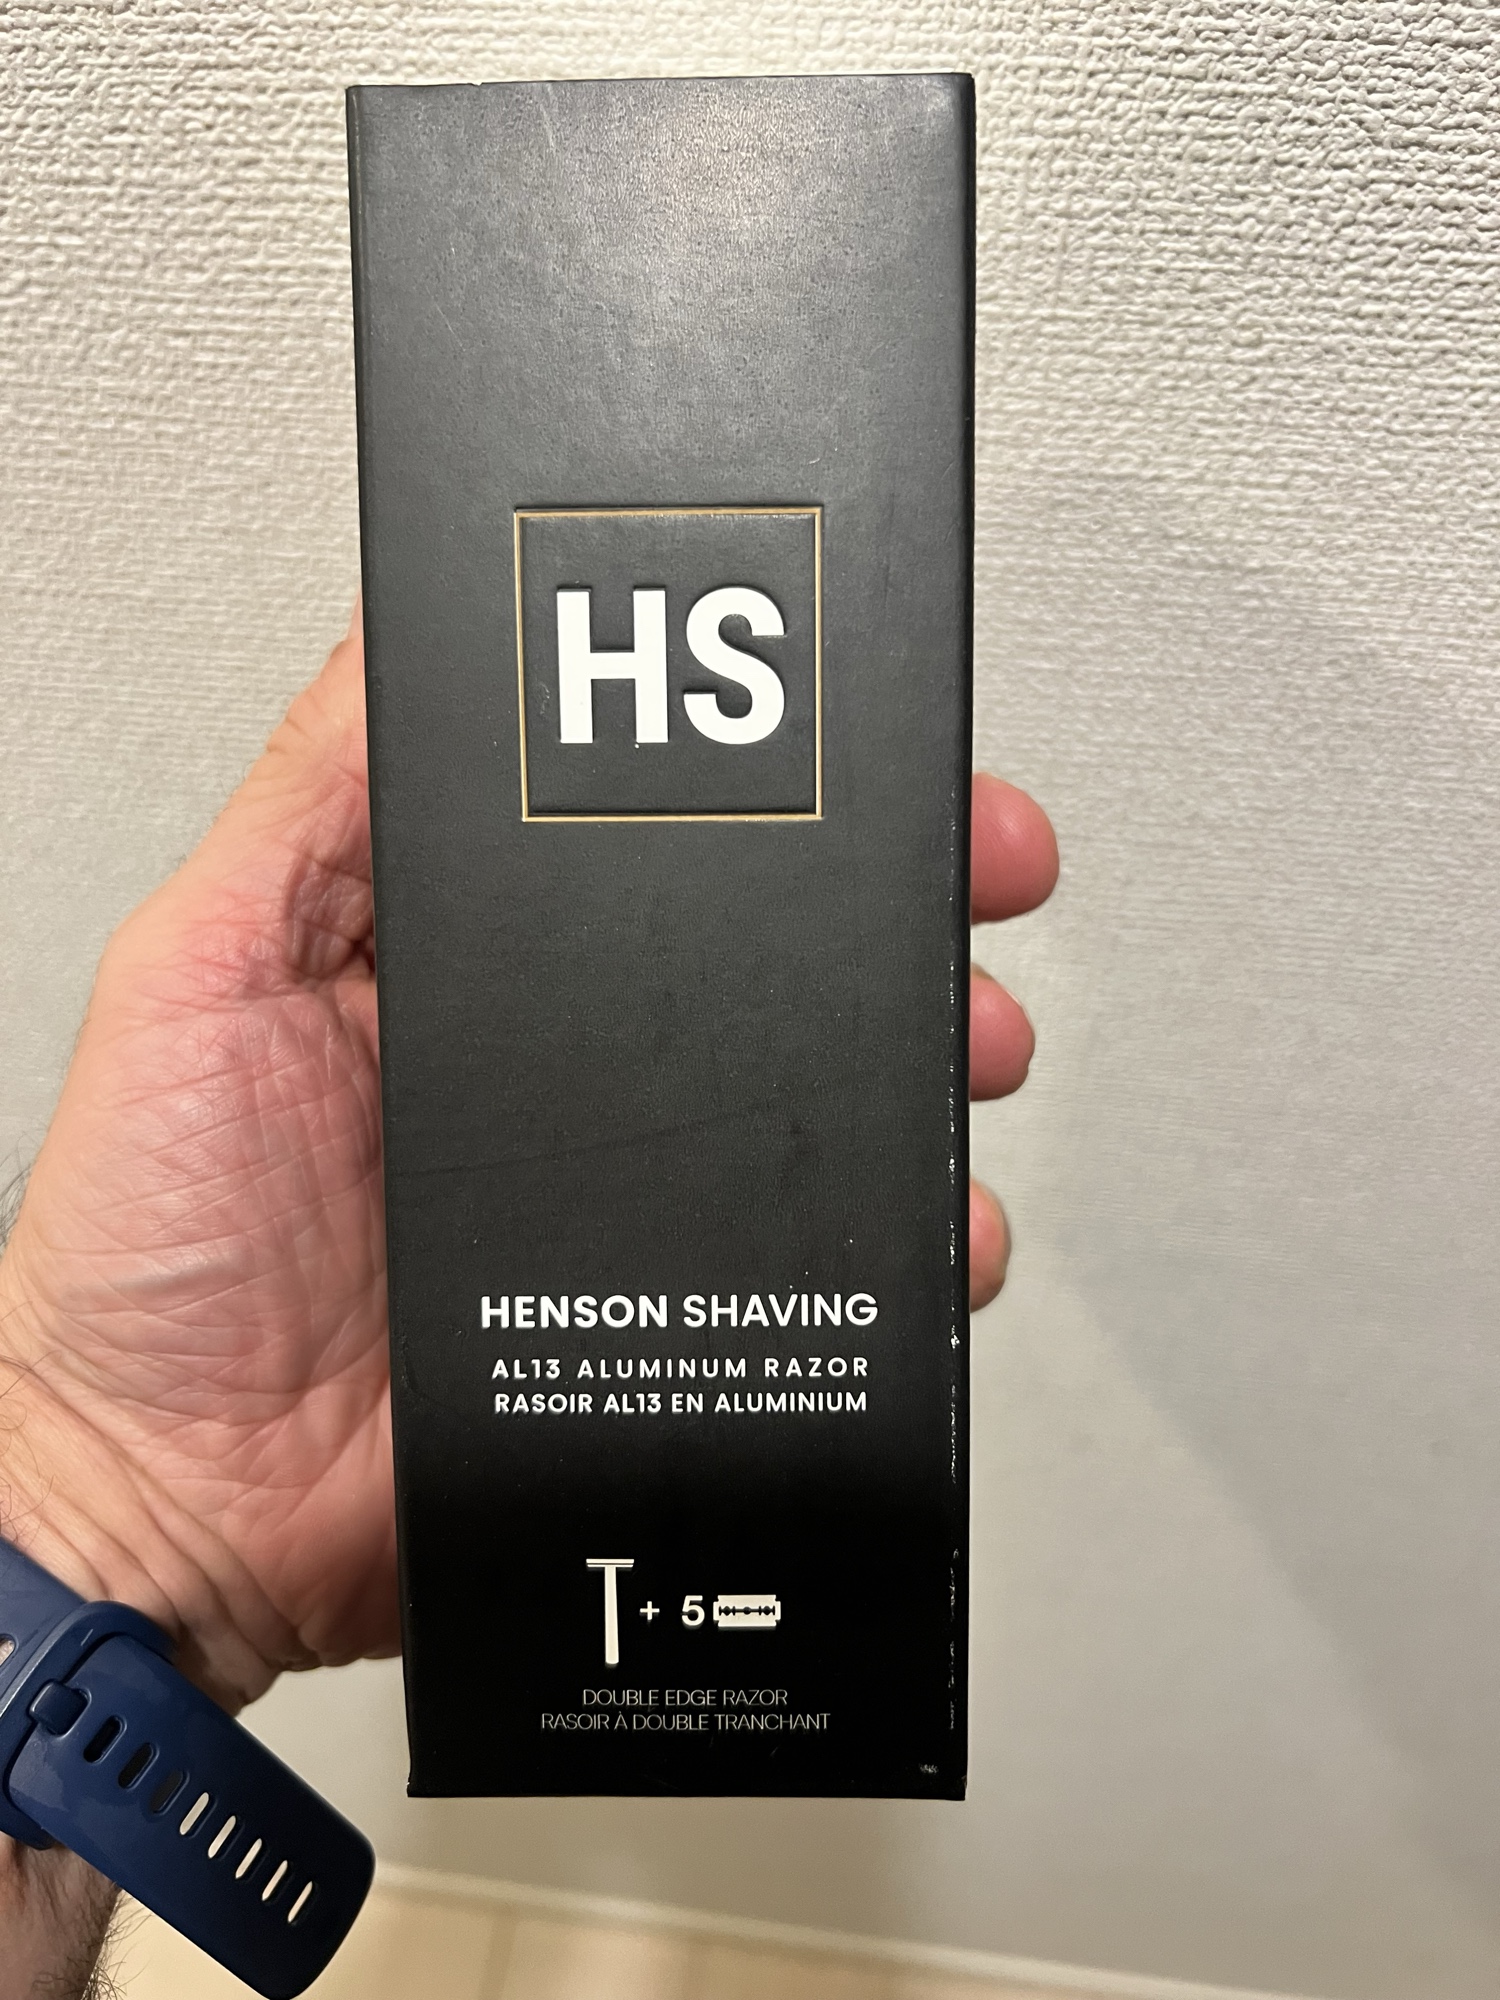 HS
HENSON SHAVING
AL13 ALUMINUM RAZOR
RASOIR AL13 EN ALUMINIUM
+ 5
DOUBLE EDGE RAZOR
RASOIR À DOUBLE TRANCHANT